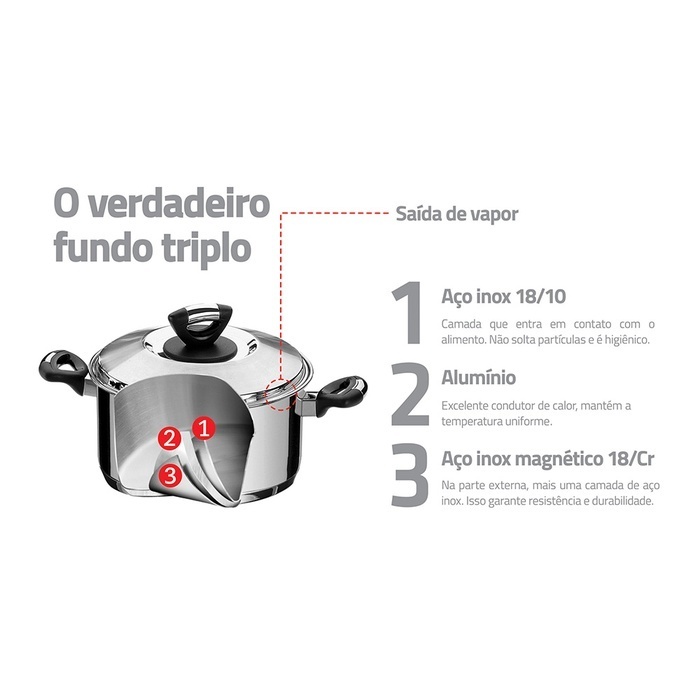 O verdadeiro
fundo triplo
Saída de vapor
1
Aço inox 18/10
Camada que entra em contato com o
alimento. Não solta partículas e é higiênico.
2
Alumínio
Excelente condutor de calor, mantém a
temperatura uniforme.
3
Aço inox magnético 18/Cr
Na parte externa, mais uma camada de aço
inox. Isso garante resistência e durabilidade.
2
1
3